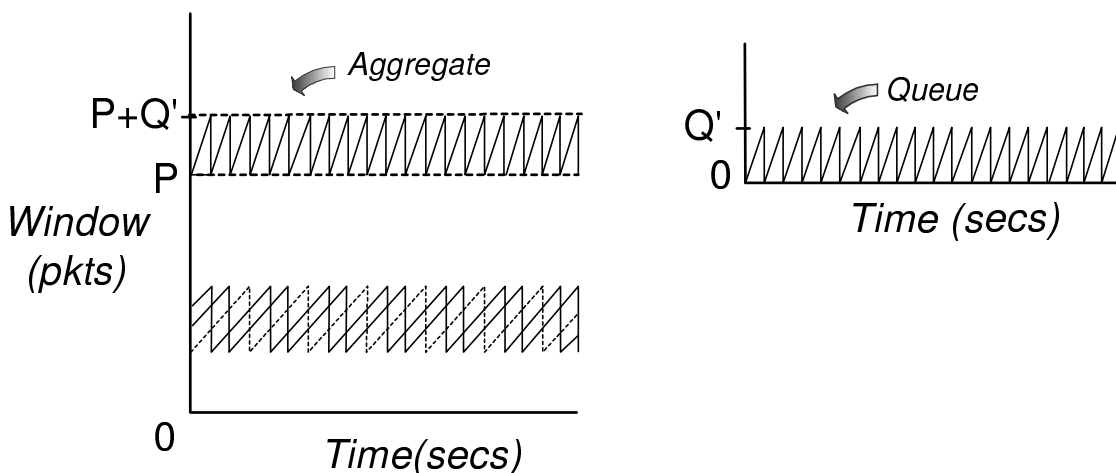 Aggregate
P+Q'
P
Window
(pkts)
0
Time(secs)
Queue
Q'
0
Time (secs)